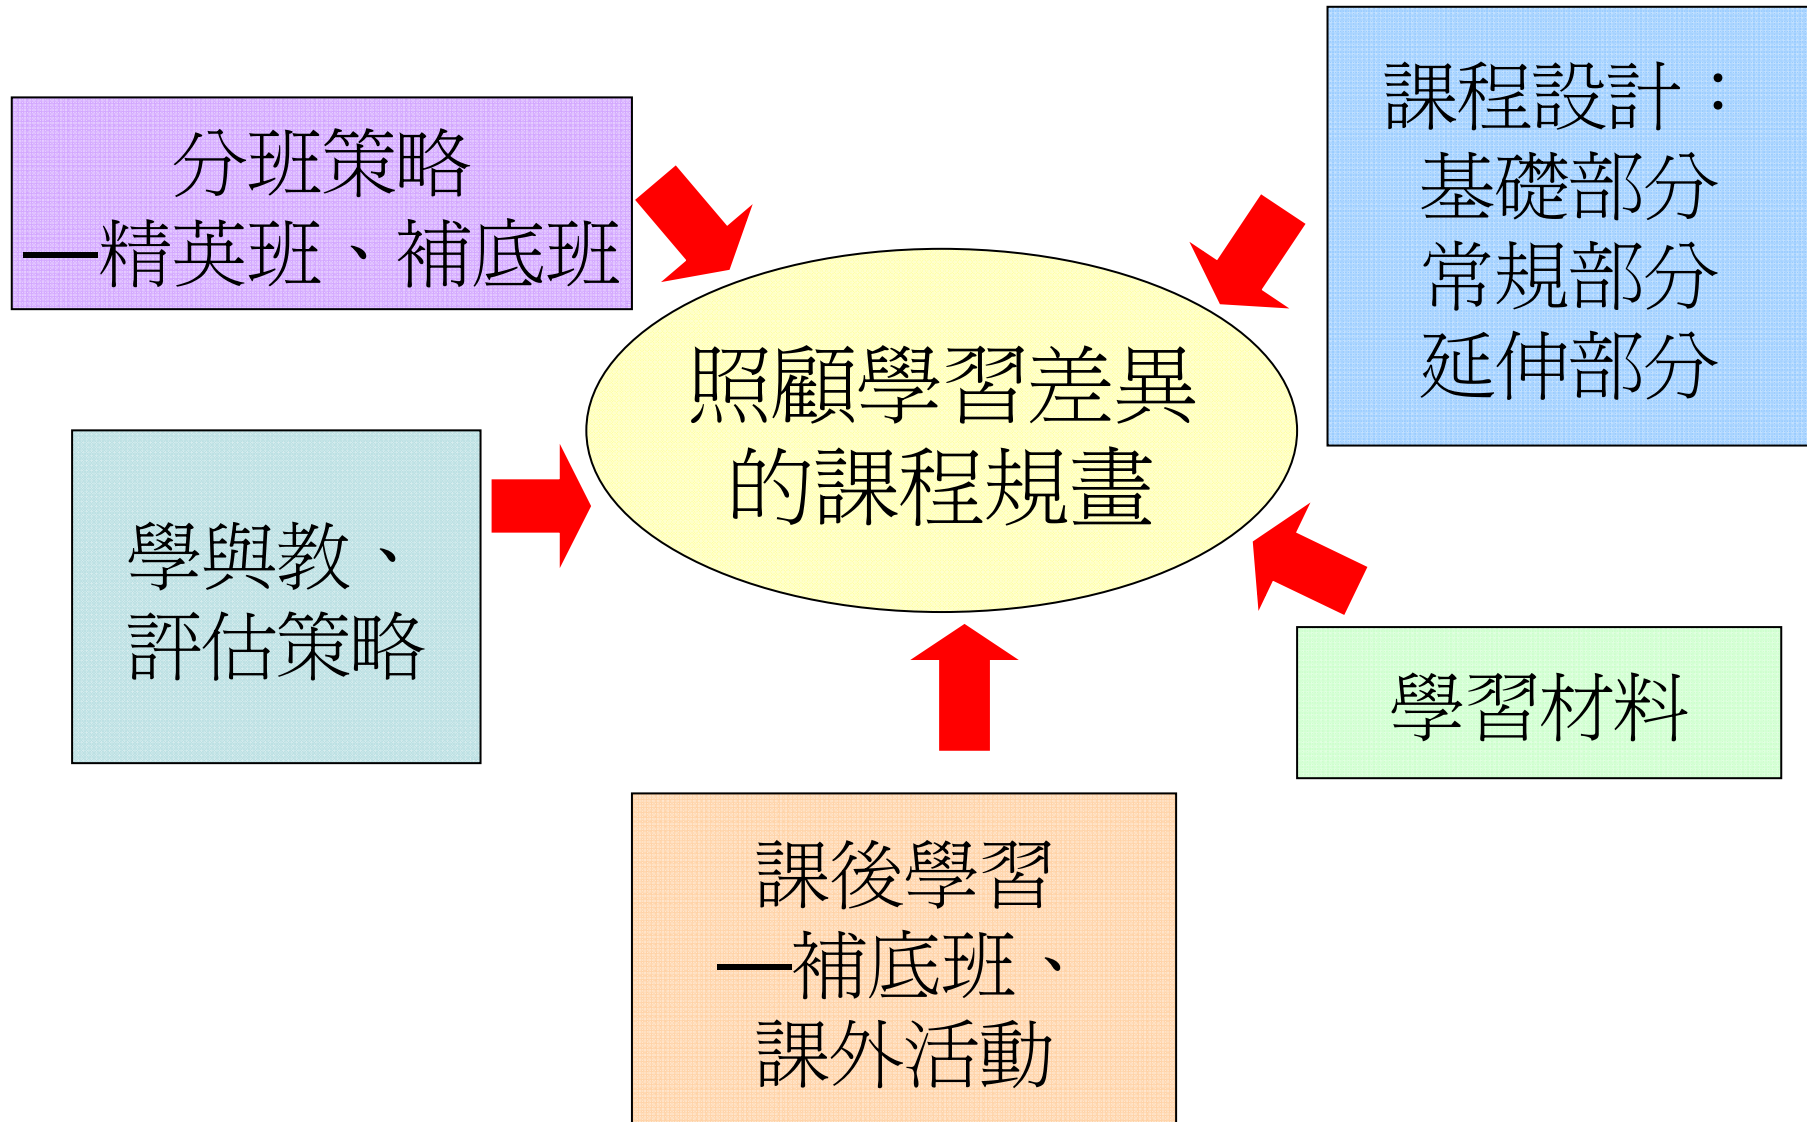 分班策略
—精英班、補底班
課程設計：
基礎部分
常規部分
延伸部分
照顧學習差異
的課程規畫
學與教、
評估策略
學習材料
課後學習
—補底班、
課外活動